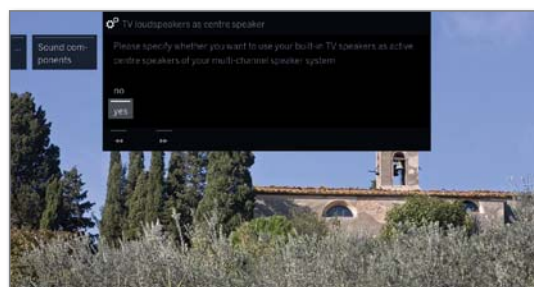 TV loudspeakers as centre speaker
...
Sound com-
ponents
Please specify whether you want to use your built-in TV speakers as active
centre speakers of your multi-channel speaker system
no
yes